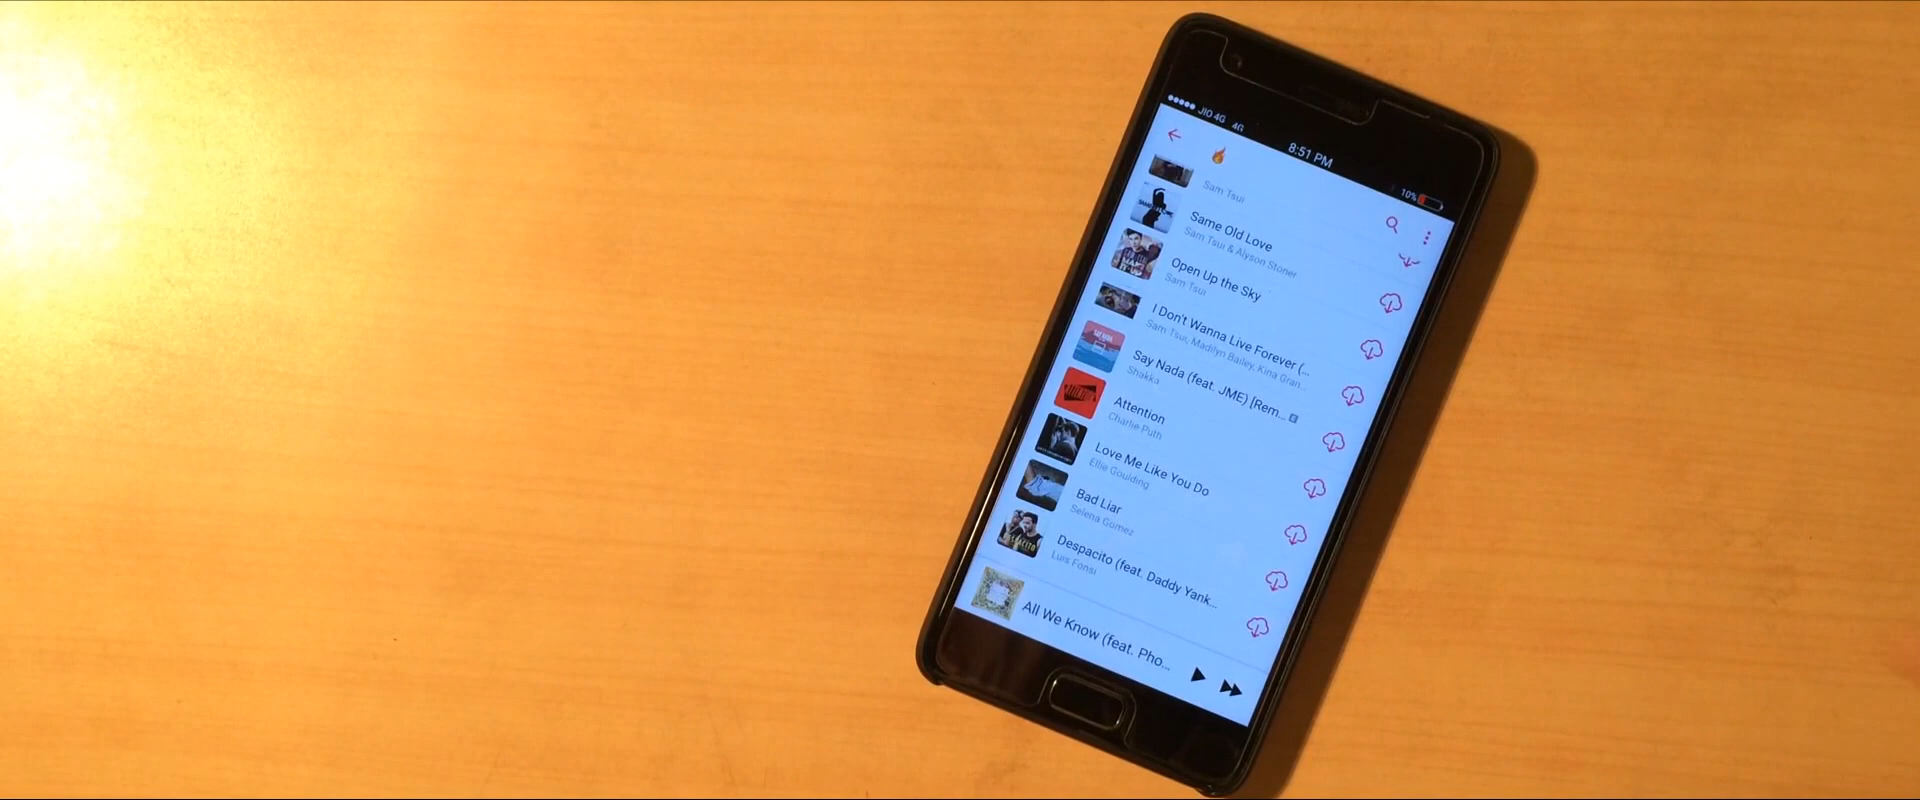 JIO 4G 4G
8:51 PM
10%
Sam Tsui
Same Old Love
Sam Tsui & Alyson Stoner
Open Up the Sky
Sam Tsui
I Don't Wanna Live Forever (...
Sam Tsui, Madilyn Bailey, Kina Gran...
Say Nada (feat. JME) [Rem...
Shakka
Attention
Charlie Puth
Love Me Like You Do
Ellie Goulding
Bad Liar
Selena Gomez
Despacito (feat. Daddy Yank...
Luis Fonsi
All We Know (feat. Pho...